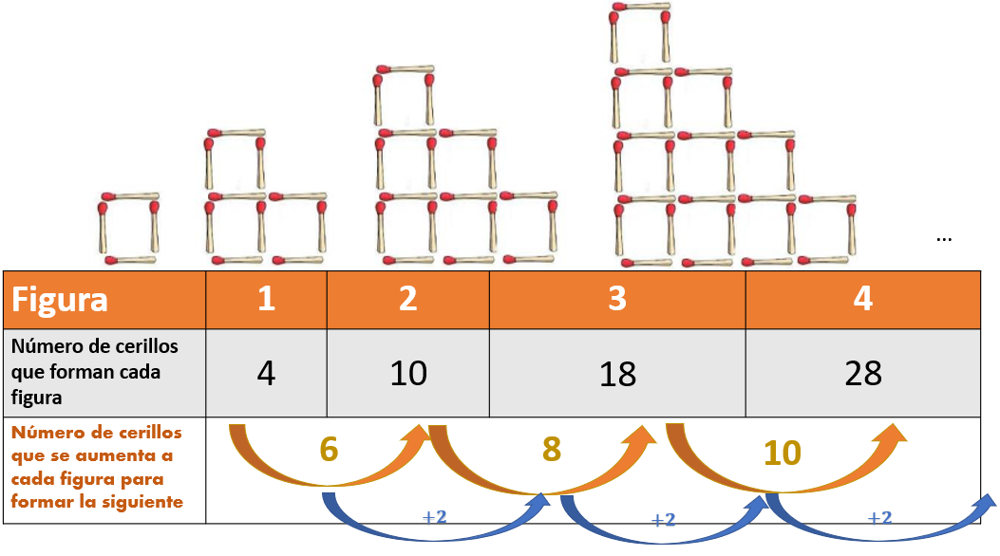 ...
Figura 1 2 3 4
Número de cerillos
que forman cada
figura
4 10 18 28
Número de cerillos
que se aumenta a
cada figura para
formar la siguiente
6 8 10
+2 +2 +2